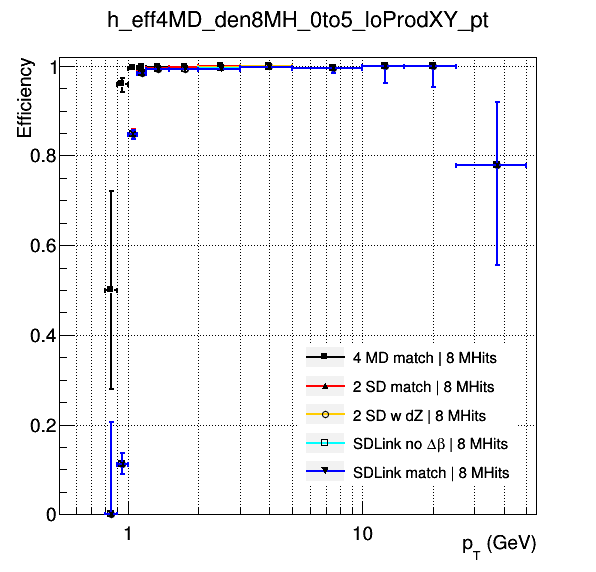 h_eff4MD_den8MH_0to5_loProdXY_pt
Efficiency
1
0.8
0.6
0.4
0.2
0
4 MD match | 8 MHits
2 SD match | 8 MHits
2 SD w dZ | 8 MHits
SDLink no Δβ | 8 MHits
SDLink match | 8 MHits
1 10
p_T (GeV)